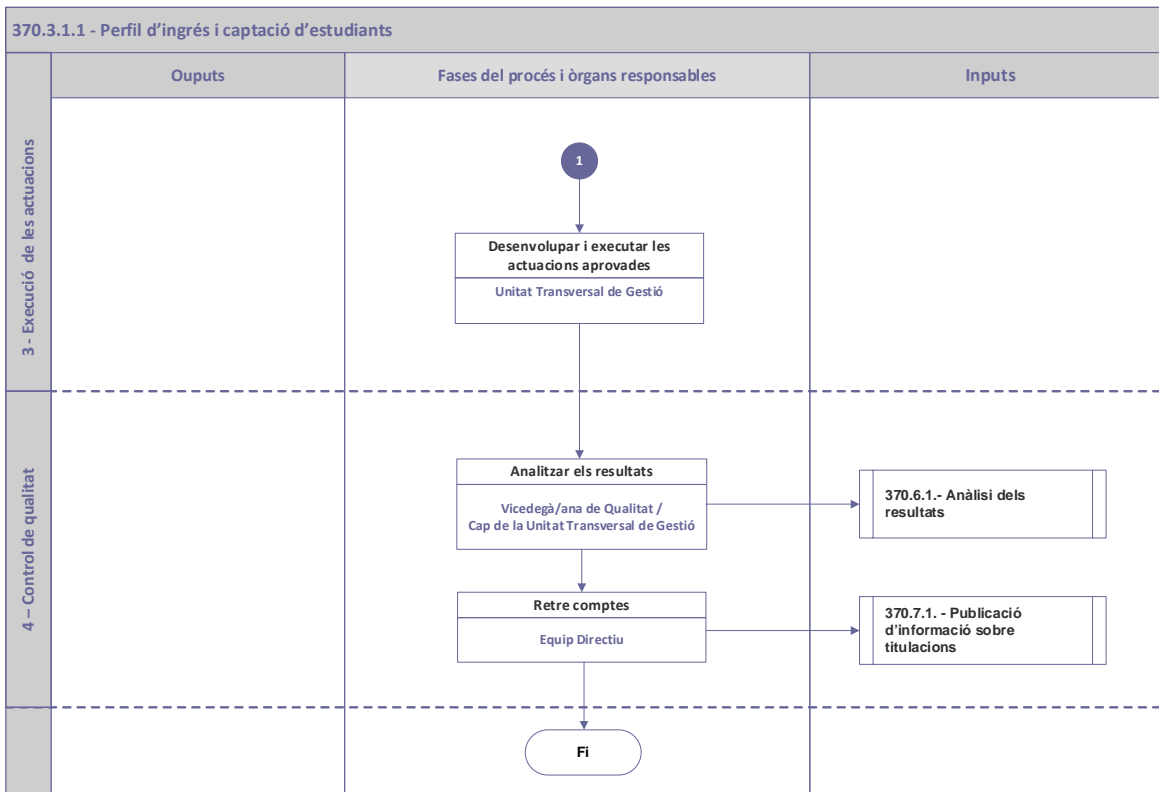 370.3.1.1 - Perfil d’ingrés i captació d’estudiants
Ouputs
Fases del procés i òrgans responsables
Inputs
3 - Execució de les actuacions
1
Desenvolupar i executar les
actuacions aprovades
Unitat Transversal de Gestió
4 – Control de qualitat
Analitzar els resultats
Vicedegà/ana de Qualitat /
Cap de la Unitat Transversal de Gestió
370.6.1.- Anàlisi dels
resultats
Retre comptes
Equip Directiu
370.7.1. - Publicació
d’informació sobre
titulacions
Fi